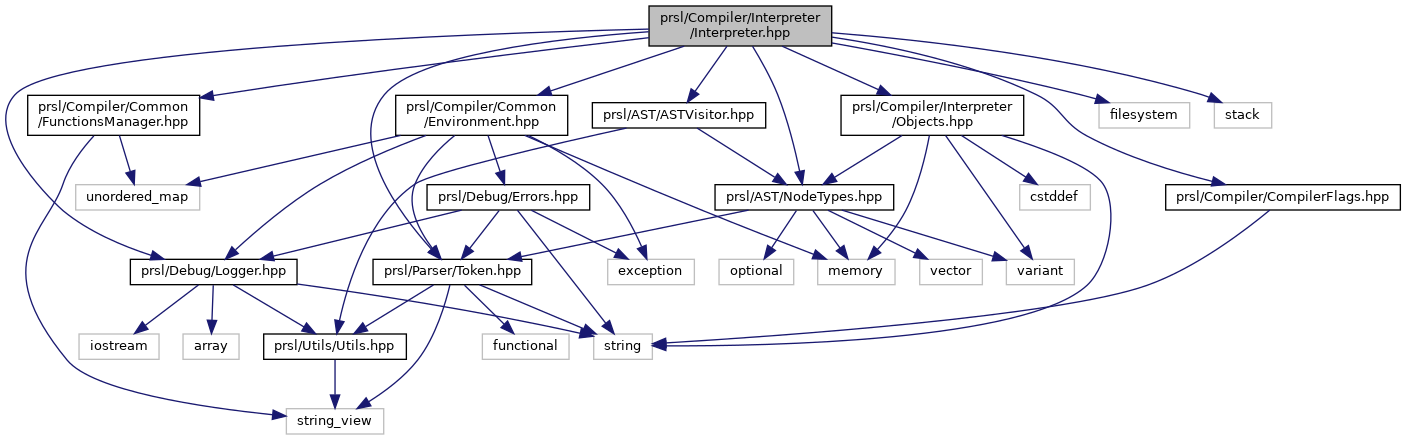 prsl/Compiler/Interpreter
/Interpreter.hpp
prsl/Compiler/Common
/FunctionsManager.hpp
prsl/Compiler/Common
/Environment.hpp
prsl/AST/ASTVisitor.hpp
prsl/Compiler/Interpreter
/Objects.hpp
filesystem
stack
unordered_map
prsl/Debug/Errors.hpp
prsl/AST/NodeTypes.hpp
cstddef
prsl/Compiler/CompilerFlags.hpp
prsl/Debug/Logger.hpp
prsl/Parser/Token.hpp
exception
optional
memory
vector
variant
iostream
array
prsl/Utils/Utils.hpp
functional
string
string_view